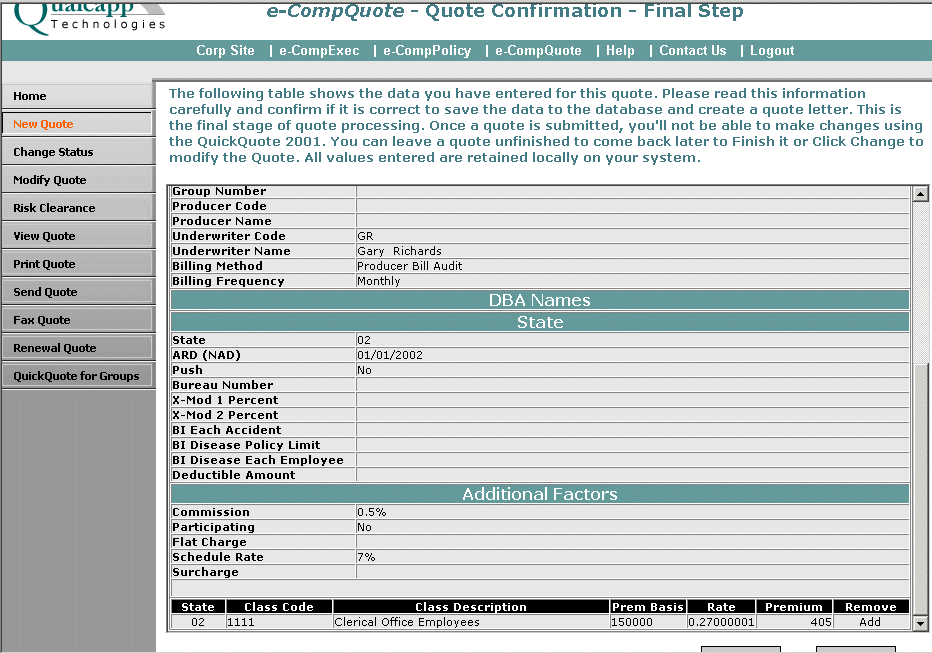 Qualcapp
Technologies
e-CompQuote - Quote Confirmation - Final Step
Corp Site | e-CompExec | e-CompPolicy | e-CompQuote | Help | Contact Us | Logout
Home
New Quote
Change Status
Modify Quote
Risk Clearance
View Quote
Print Quote
Send Quote
Fax Quote
Renewal Quote
QuickQuote for Groups
The following table shows the data you have entered for this quote. Please read this information
carefully and confirm if it is correct to save the data to the database and create a quote letter. This is
the final stage of quote processing. Once a quote is submitted, you'll not be able to make changes using
the QuickQuote 2001. You can leave a quote unfinished to come back later to Finish it or Click Change to
modify the Quote. All values entered are retained locally on your system.
Group Number
Producer Code
Producer Name
Underwriter Code GR
Underwriter Name Gary Richards
Billing Method Producer Bill Audit
Billing Frequency Monthly
DBA Names
State
State 02
ARD (NAD) 01/01/2002
Push No
Bureau Number
X-Mod 1 Percent
X-Mod 2 Percent
BI Each Accident
BI Disease Policy Limit
BI Disease Each Employee
Deductible Amount
Additional Factors
Commission 0.5%
Participating No
Flat Charge
Schedule Rate 7%
Surcharge
State Class Code Class Description Prem Basis Rate Premium Remove
02 1111 Clerical Office Employees 150000 0.27000001 405 Add